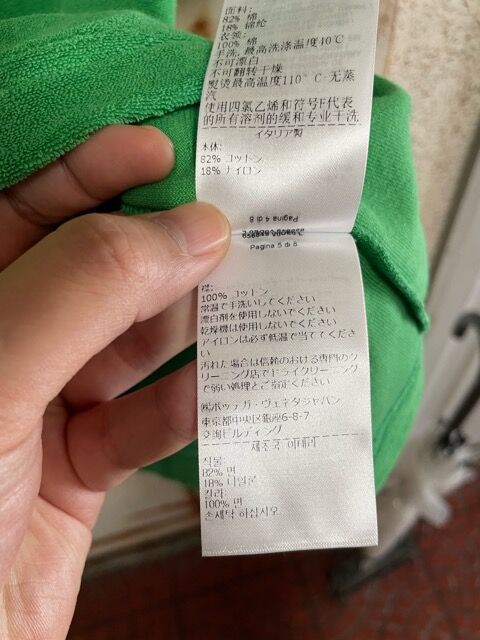 面料:
82% 棉
18% 锦纶
衣领:
100% 棉
手洗, 最高洗涤温度40℃
不可漂白
不可翻转干燥
熨烫最高温度110° C-无蒸
汽
使用四氯乙烯和符号F代表
的所有溶剂的缓和专业干洗
イタリア製
本体:
82% コットン
18% ナイロン
Pagina 4 di 8
Pagina 5 di 8
襟:
100% コットン
常温で手洗いしてください
漂白剤を使用しないでください
乾燥機は使用しないでください
アイロンは必ず低温で当ててくださ
い
汚れた場合は信頼のおける専門のク
リーニング店でドライクリーニング
で弱い処理とご指定ください
㈱ボッテガ・ヴェネタジャパン
東京都中央区銀座6-8-7
交詢ビルディング
제조국 이태리
직물:
82% 면
18% 나일론
칼라:
100% 면
손세탁 하십시오